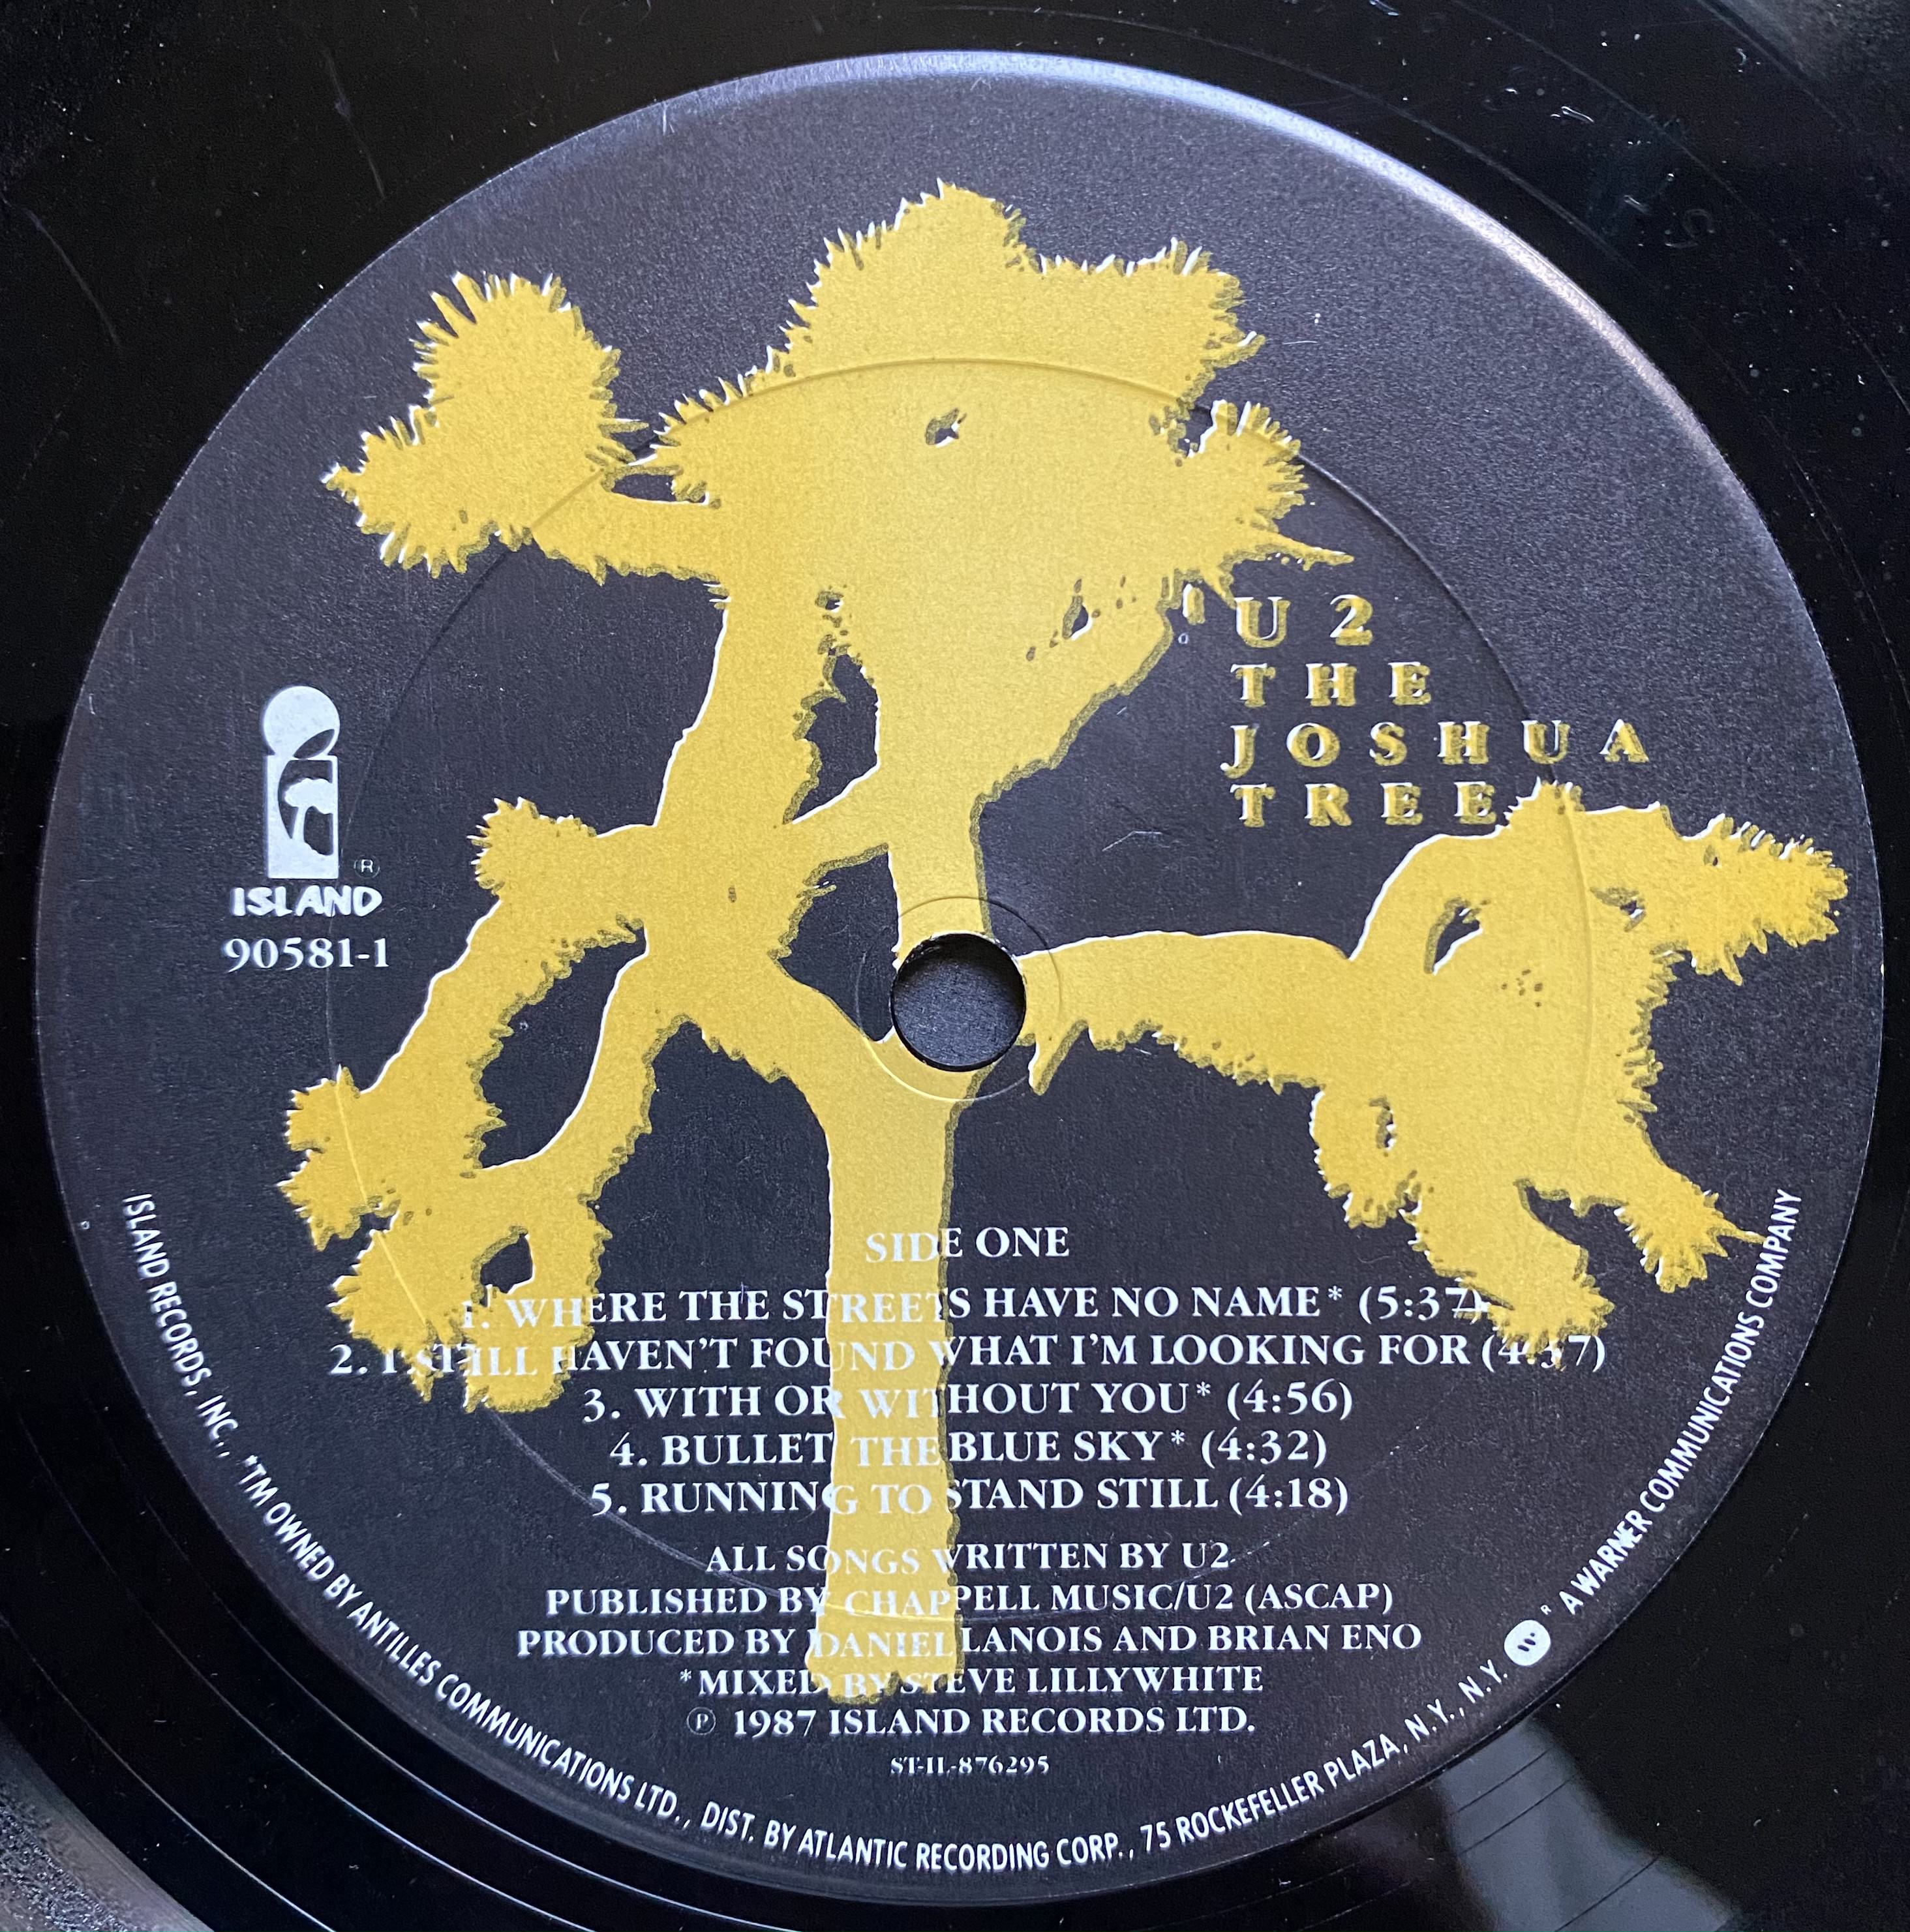 U 2
THE
JOSHUA
TREE
®
ISLAND
90581-1
SIDE ONE
1. WHERE THE STREETS HAVE NO NAME* (5:37)
2. I STILL HAVEN'T FOUND WHAT I'M LOOKING FOR (4:37)
3. WITH OR WITHOUT YOU* (4:56)
4. BULLET THE BLUE SKY* (4:32)
5. RUNNING TO STAND STILL (4:18)
ALL SONGS WRITTEN BY U2
PUBLISHED BY CHAPPELL MUSIC/U2 (ASCAP)
PRODUCED BY DANIEL LANOIS AND BRIAN ENO
*MIXED BY STEVE LILLYWHITE
℗ 1987 ISLAND RECORDS LTD.
ST-IL-876295
ISLAND RECORDS, INC., *TM OWNED BY ANTILLES COMMUNICATIONS LTD., DIST. BY ATLANTIC RECORDING CORP., 75 ROCKEFELLER PLAZA, N.Y., N.Y. ® A WARNER COMMUNICATIONS COMPANY